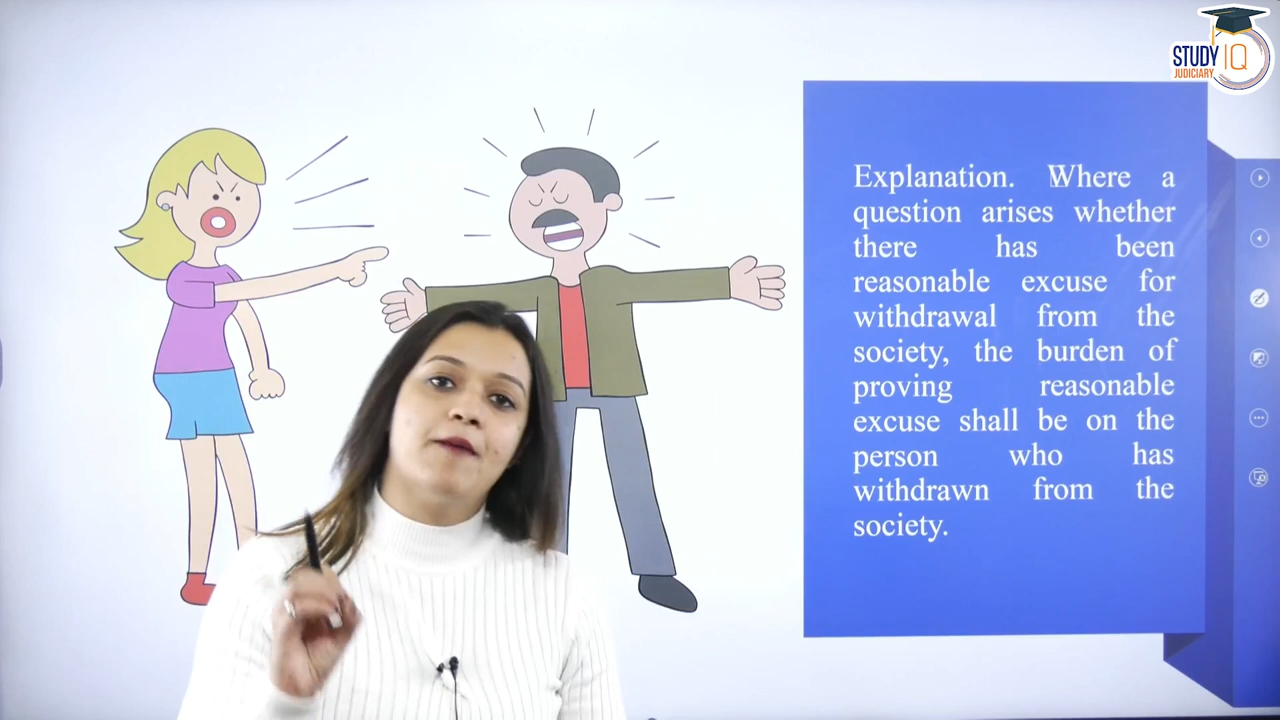 STUDY IQ
JUDICIARY
Explanation. Where a
question arises whether
there has been
reasonable excuse for
withdrawal from the
society, the burden of
proving reasonable
excuse shall be on the
person who has
withdrawn from the
society.